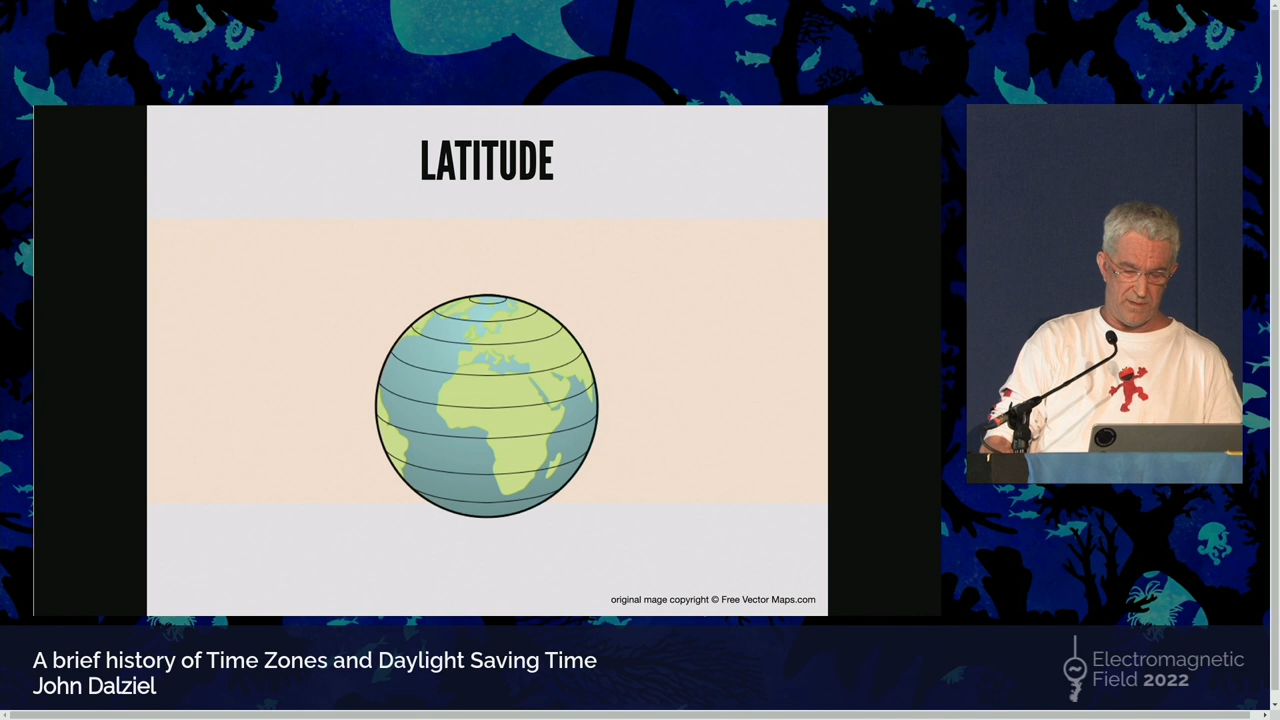 LATITUDE
original mage copyright © Free Vector Maps.com
A brief history of Time Zones and Daylight Saving Time
John Dalziel
Electromagnetic
Field 2022